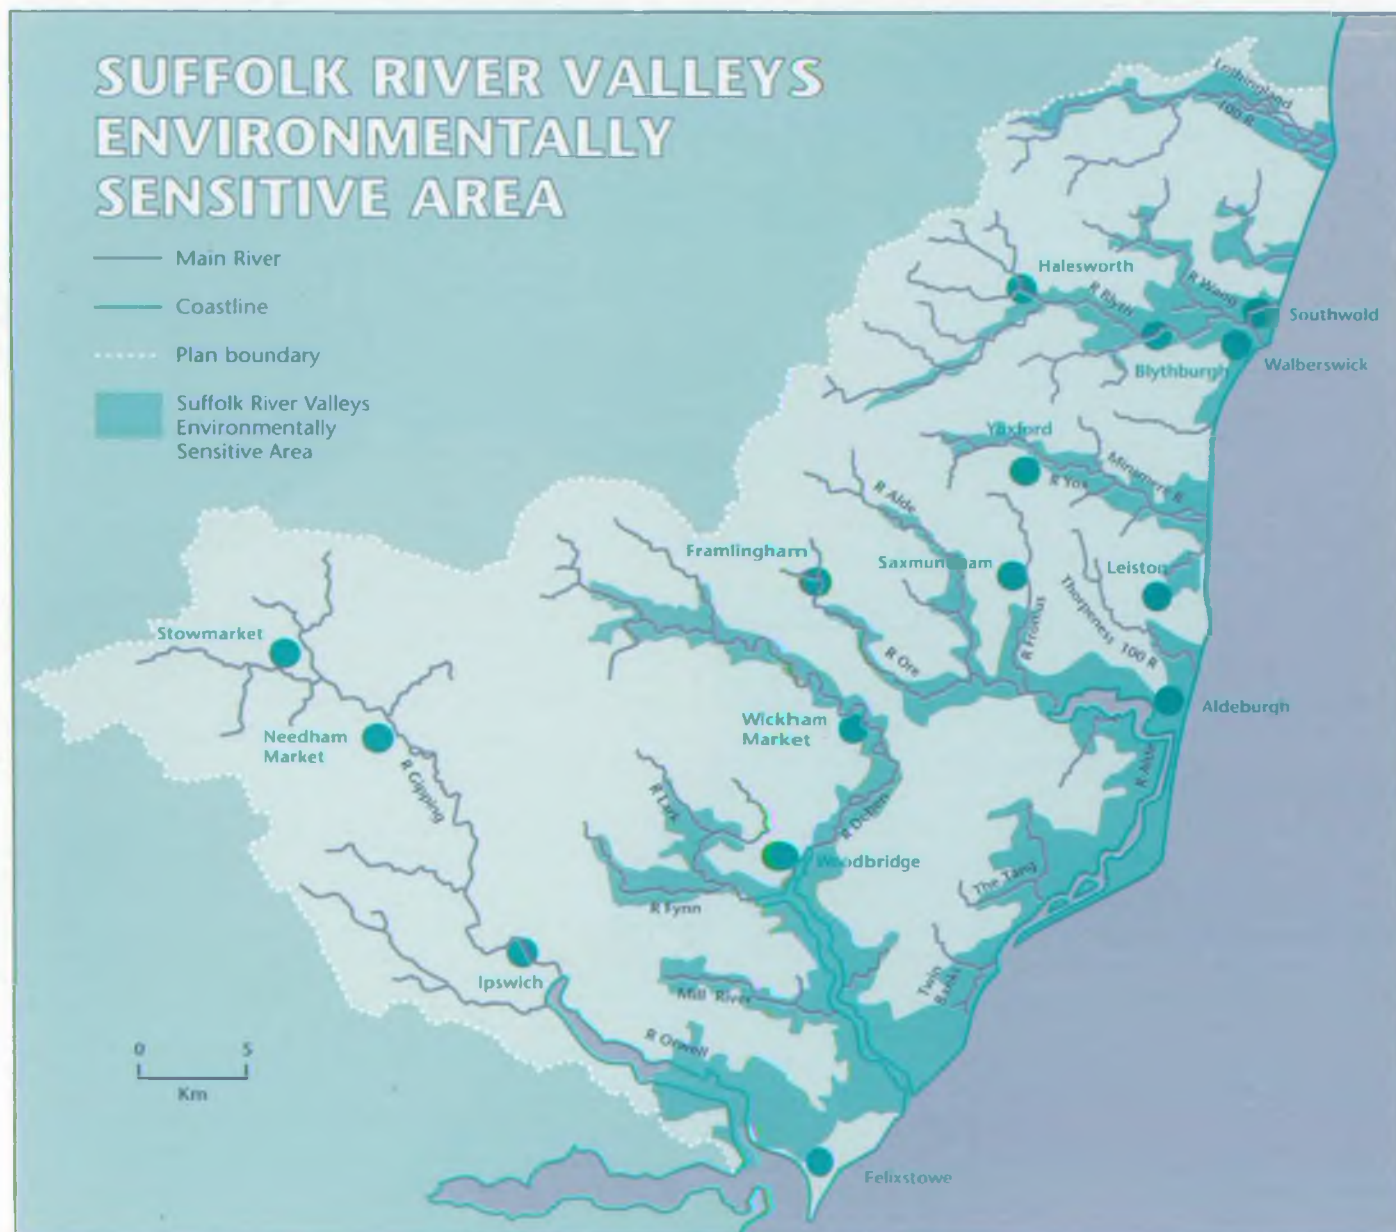 SUFFOLK RIVER VALLEYS
ENVIRONMENTALLY
SENSITIVE AREA
Main River
Coastline
Plan boundary
Suffolk River Valleys
Environmentally
Sensitive Area
Lothingland
100 R
Halesworth
R Blyth
R Wang
Southwold
Walberswick
Blythburgh
Yoxford
Minsmere R
R Yox
R Alde
Framlingham
Saxmundham
Leiston
Thorpeness 100 R
R Fromus
Stowmarket
R Ore
Aldeburgh
Wickham
Market
Needham
Market
R Gipping
R Alde
R Lark
R Deben
Woodbridge
The Tang
R Fynn
Ipswich
Twin
Banks
Mill River
R Orwell
0 5
Km
Felixstowe